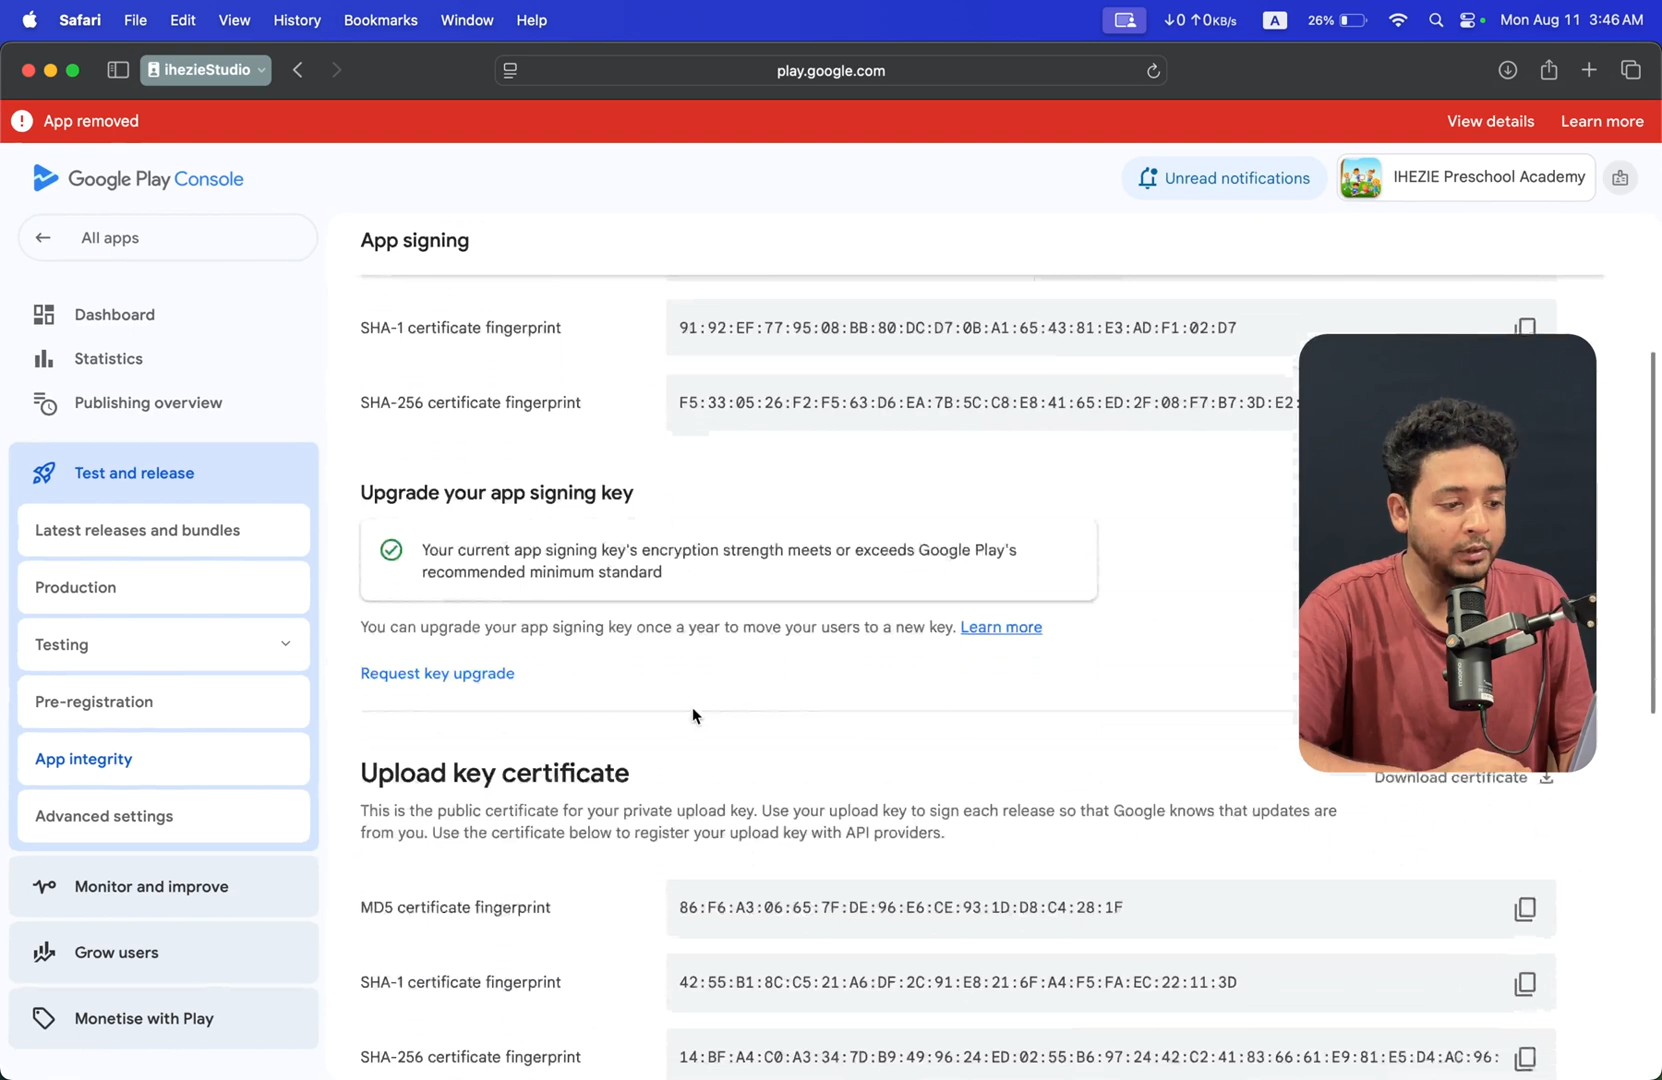 Safari File Edit View History Bookmarks Window Help
↓0 ↑0KB/s A 26% Mon Aug 11 3:46 AM
ihezieStudio
play.google.com
App removed
View details Learn more
Google Play Console
Unread notifications
IHEZIE Preschool Academy
All apps
Dashboard
Statistics
Publishing overview
Test and release
Latest releases and bundles
Production
Testing
Pre-registration
App integrity
Advanced settings
Monitor and improve
Grow users
Monetise with Play
App signing
SHA-1 certificate fingerprint
91:92:EF:77:95:08:BB:80:DC:D7:0B:A1:65:43:81:E3:AD:F1:02:D7
SHA-256 certificate fingerprint
F5:33:05:26:F2:F5:63:D6:EA:7B:5C:C8:E8:41:65:ED:2F:08:F7:B7:3D:E2:
Upgrade your app signing key
Your current app signing key's encryption strength meets or exceeds Google Play's
recommended minimum standard
You can upgrade your app signing key once a year to move your users to a new key. Learn more
Request key upgrade
Upload key certificate
Download certificate
This is the public certificate for your private upload key. Use your upload key to sign each release so that Google knows that updates are
from you. Use the certificate below to register your upload key with API providers.
MD5 certificate fingerprint
86:F6:A3:06:65:7F:DE:96:E6:CE:93:1D:D8:C4:28:1F
SHA-1 certificate fingerprint
42:55:B1:8C:C5:21:A6:DF:2C:91:E8:21:6F:A4:F5:FA:EC:22:11:3D
SHA-256 certificate fingerprint
14:BF:A4:C0:A3:34:7D:B9:49:96:24:ED:02:55:B6:97:24:42:C2:41:83:66:61:E9:81:E5:D4:AC:96: